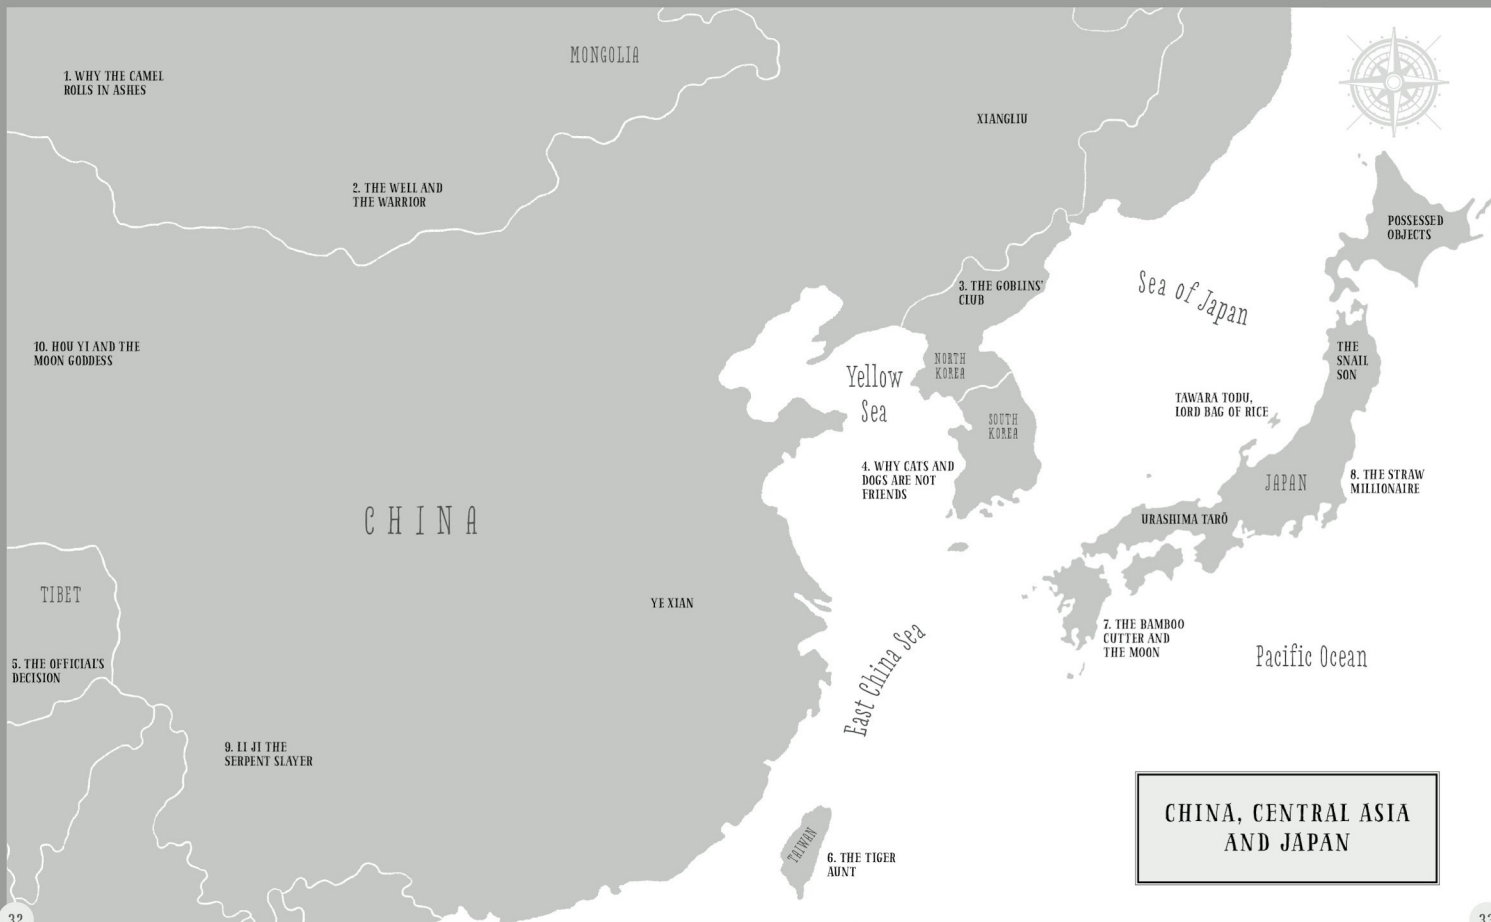 MONGOLIA
1. WHY THE CAMEL
ROLLS IN ASHES
XIANGLIU
2. THE WELL AND
THE WARRIOR
POSSESSED
OBJECTS
Sea of Japan
3. THE GOBLINS'
CLUB
10. HOU YI AND THE
MOON GODDESS
THE
SNAIL
SON
NORTH
KOREA
Yellow
Sea
TAWARA TODU,
LORD BAG OF RICE
SOUTH
KOREA
4. WHY CATS AND
DOGS ARE NOT
FRIENDS
JAPAN
8. THE STRAW
MILLIONAIRE
CHINA
URASHIMA TARŌ
TIBET
YE XIAN
7. THE BAMBOO
CUTTER AND
THE MOON
Pacific Ocean
East China Sea
5. THE OFFICIAL'S
DECISION
9. LI JI THE
SERPENT SLAYER
CHINA, CENTRAL ASIA
AND JAPAN
TAIWAN
6. THE TIGER
AUNT
32